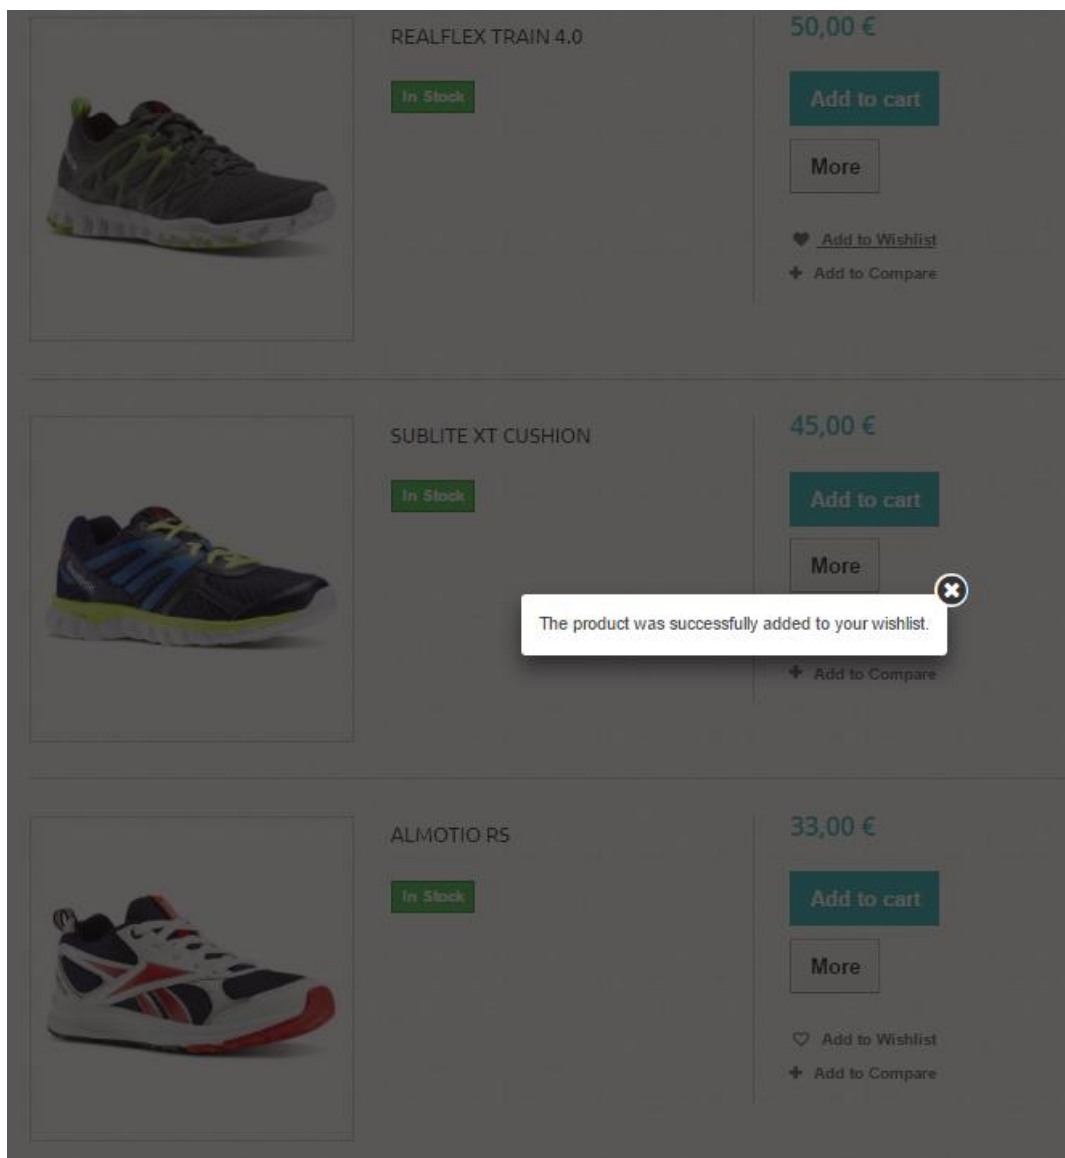 REALFLEX TRAIN 4.0
50,00 €
In Stock
Add to cart
More
Add to Wishlist
Add to Compare
SUBLITE XT CUSHION
45,00 €
In Stock
Add to cart
More
The product was successfully added to your wishlist.
Add to Compare
ALMOTIO RS
33,00 €
In Stock
Add to cart
More
Add to Wishlist
Add to Compare